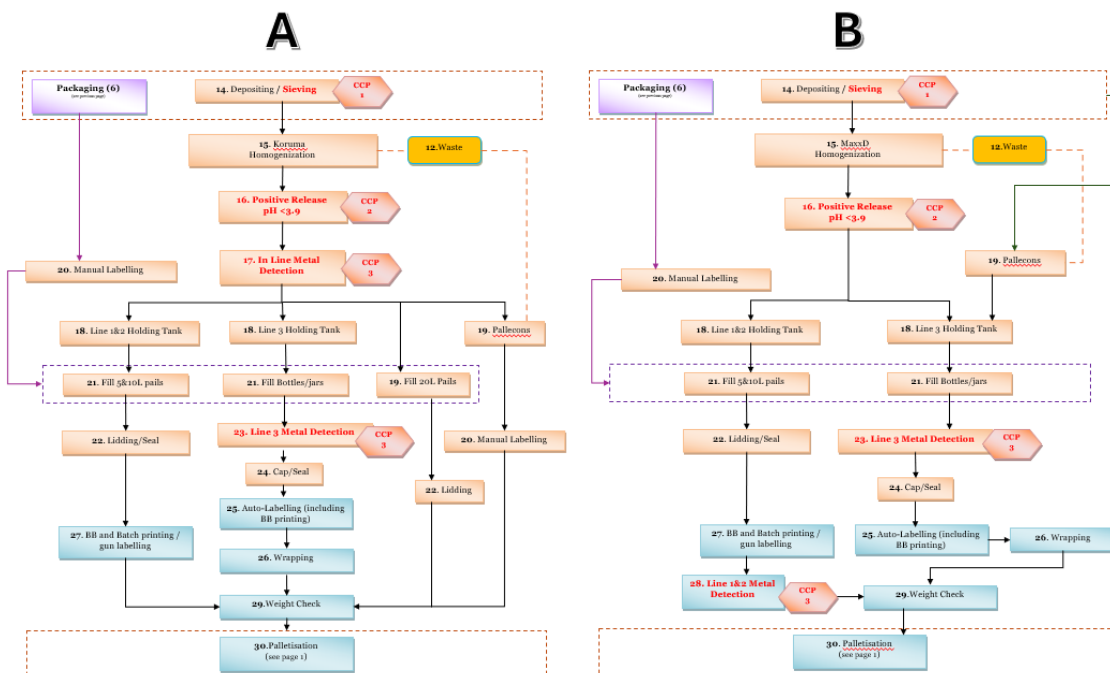 A
Packaging (6)
(see previous page)
14. Depositing / Sieving
CCP
1
15. Koruma
Homogenization
12.Waste
16. Positive Release
pH <3.9
CCP
2
17. In Line Metal
Detection
CCP
3
20. Manual Labelling
18. Line 1&2 Holding Tank
18. Line 3 Holding Tank
19. Pallecons
21. Fill 5&10L pails
21. Fill Bottles/jars
19. Fill 20L Pails
22. Lidding/Seal
23. Line 3 Metal Detection
CCP
3
20. Manual Labelling
24. Cap/Seal
22. Lidding
25. Auto-Labelling (including
BB printing)
27. BB and Batch printing /
gun labelling
26. Wrapping
29.Weight Check
30.Palletisation
(see page 1)
B
Packaging (6)
(see previous page)
14. Depositing / Sieving
CCP
1
15. MaxxD
Homogenization
12.Waste
16. Positive Release
pH <3.9
CCP
2
20. Manual Labelling
19. Pallecons
18. Line 1&2 Holding Tank
18. Line 3 Holding Tank
21. Fill 5&10L pails
21. Fill Bottles/jars
22. Lidding/Seal
23. Line 3 Metal Detection
CCP
3
24. Cap/Seal
27. BB and Batch printing /
gun labelling
25. Auto-Labelling (including
BB printing)
26. Wrapping
28. Line 1&2 Metal
Detection
CCP
3
29.Weight Check
30. Palletisation
(see page 1)